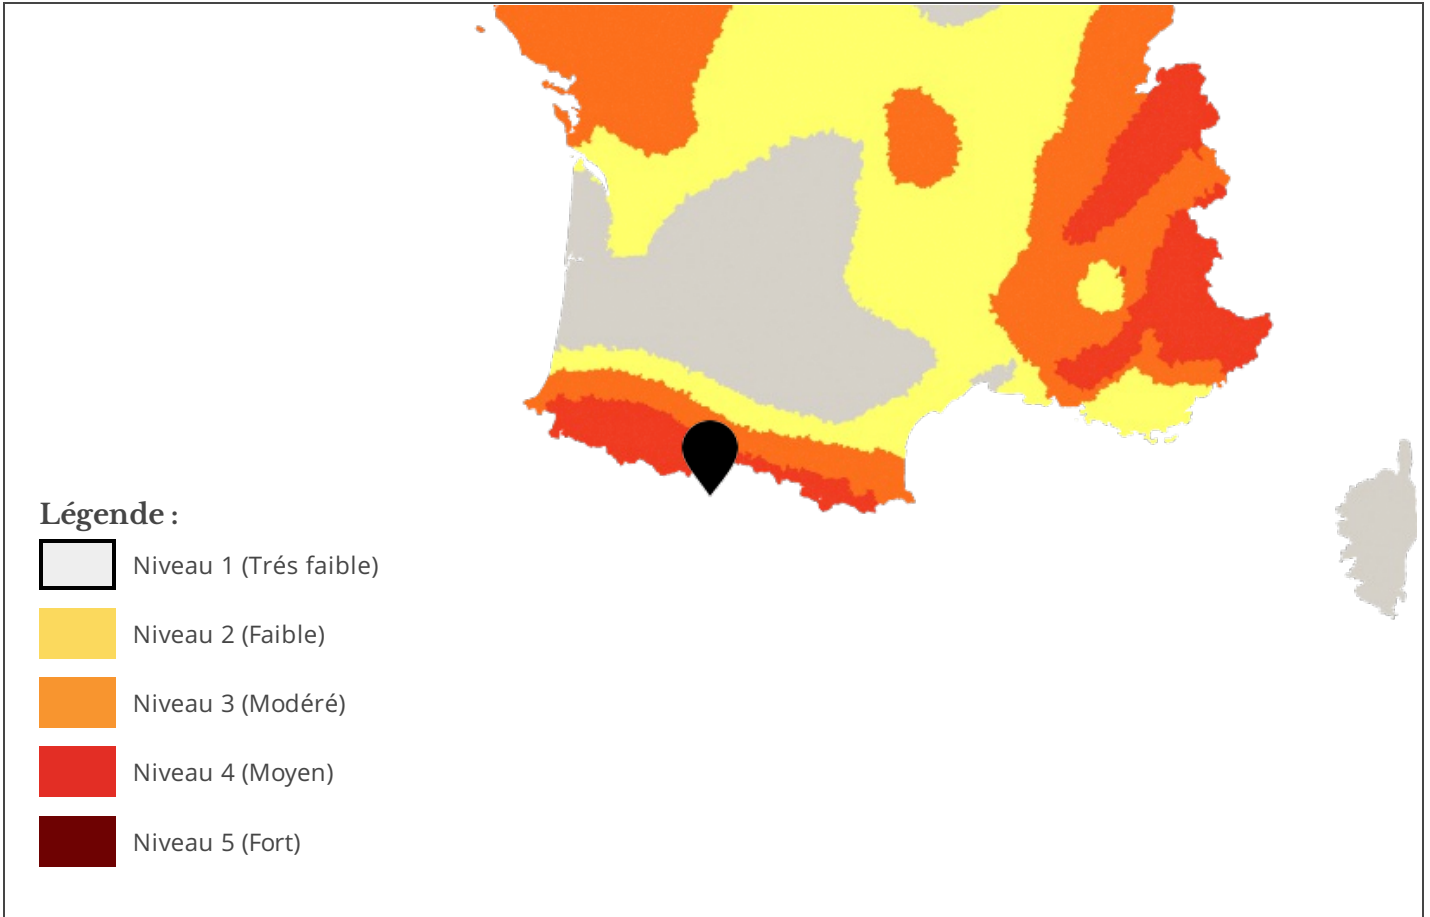 Légende :
Niveau 1 (Trés faible)
Niveau 2 (Faible)
Niveau 3 (Modéré)
Niveau 4 (Moyen)
Niveau 5 (Fort)